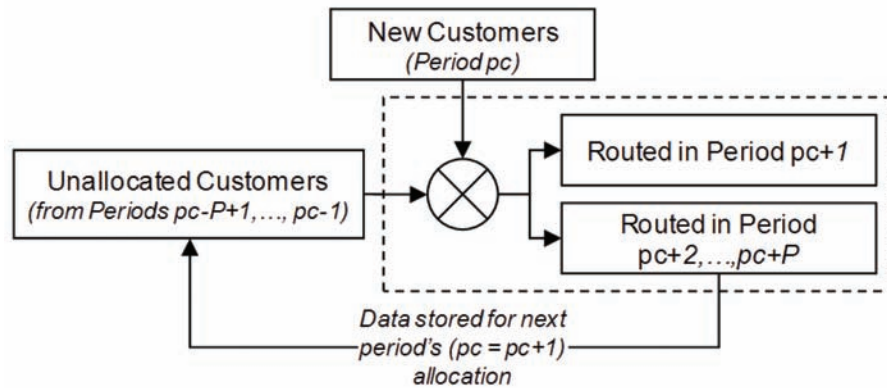 New Customers
(Period pc)
Routed in Period pc+1
Unallocated Customers
(from Periods pc-P+1,..., pc-1)
Routed in Period
pc+2,...,pc+P
Data stored for next
period's (pc = pc+1)
allocation